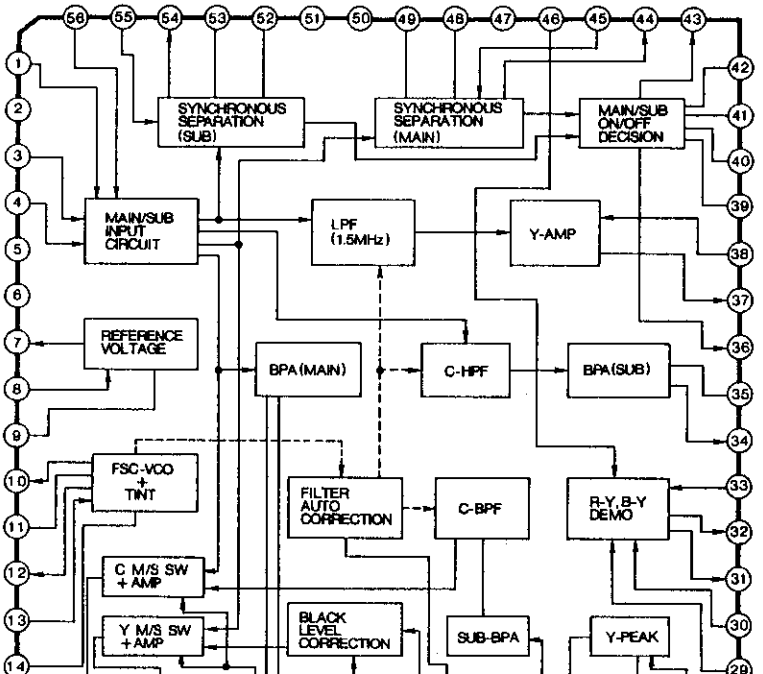 56 55 54 53 52 51 50 49 48 47 46 45 44 43
1
2
3
4
5
6
7
8
9
10
11
12
13
14
42
41
40
39
38
37
36
35
34
33
32
31
30
29
SYNCHRONOUS
SEPARATION
(SUB)
SYNCHRONOUS
SEPARATION
(MAIN)
MAIN/SUB
ON/OFF
DECISION
MAIN/SUB
INPUT
CIRCUIT
LPF
(1.5MHz)
Y-AMP
REFERENCE
VOLTAGE
BPA(MAIN)
C-HPF
BPA(SUB)
FSC-VCO
+
TINT
FILTER
AUTO
CORRECTION
C-BPF
R-Y, B-Y
DEMO
C M/S SW
+AMP
Y M/S SW
+AMP
BLACK
LEVEL
CORRECTION
SUB-BPA
Y-PEAK